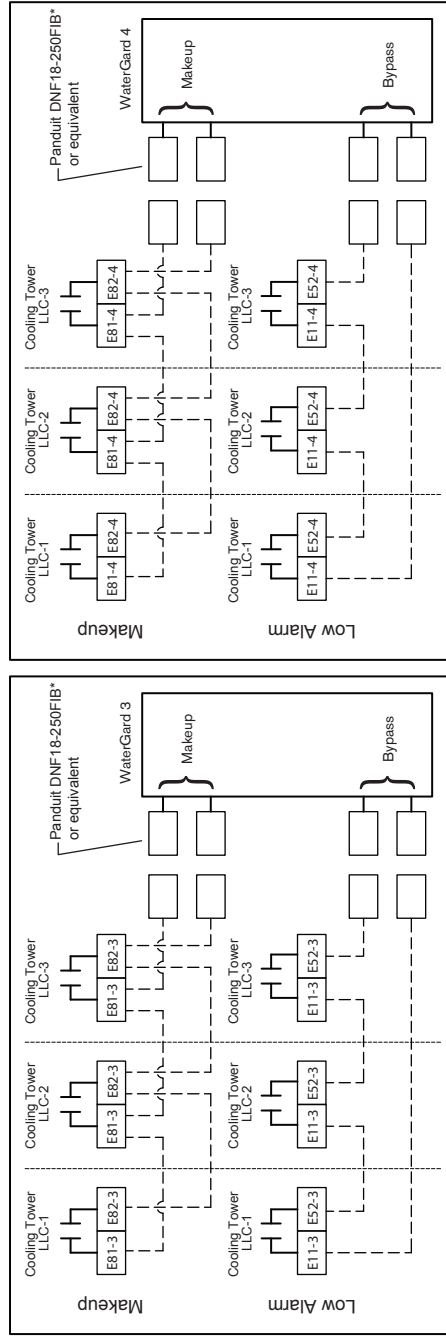 Panduit DNF18-250FIB*
or equivalent
WaterGard 3
Makeup
Bypass
Makeup
Low Alarm
Cooling Tower
LLC-1
E81-3
E82-3
Cooling Tower
LLC-2
E81-3
E82-3
Cooling Tower
LLC-3
E81-3
E82-3
Cooling Tower
LLC-1
E11-3
E52-3
Cooling Tower
LLC-2
E11-3
E52-3
Cooling Tower
LLC-3
E11-3
E52-3
Panduit DNF18-250FIB*
or equivalent
WaterGard 4
Makeup
Bypass
Makeup
Low Alarm
Cooling Tower
LLC-1
E81-4
E82-4
Cooling Tower
LLC-2
E81-4
E82-4
Cooling Tower
LLC-3
E81-4
E82-4
Cooling Tower
LLC-1
E11-4
E52-4
Cooling Tower
LLC-2
E11-4
E52-4
Cooling Tower
LLC-3
E11-4
E52-4